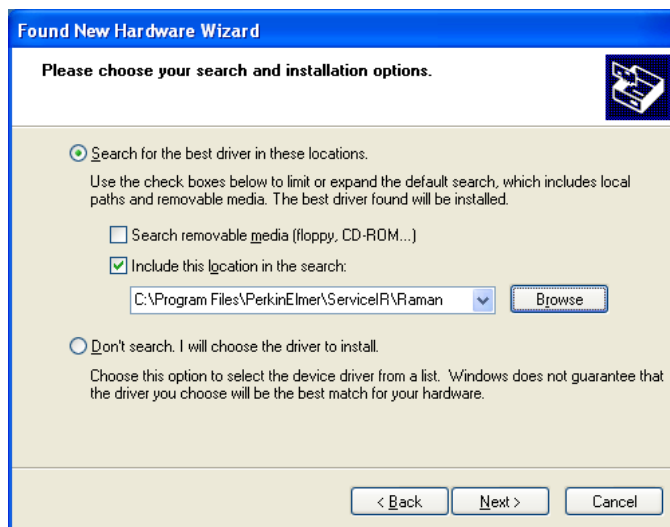 Found New Hardware Wizard
Please choose your search and installation options.
Search for the best driver in these locations.
Use the check boxes below to limit or expand the default search, which includes local
paths and removable media. The best driver found will be installed.
Search removable media (floppy, CD-ROM...)
Include this location in the search:
C:\Program Files\PerkinElmer\ServiceIR\Raman
Browse
Don't search. I will choose the driver to install.
Choose this option to select the device driver from a list. Windows does not guarantee that
the driver you choose will be the best match for your hardware.
< Back Next > Cancel